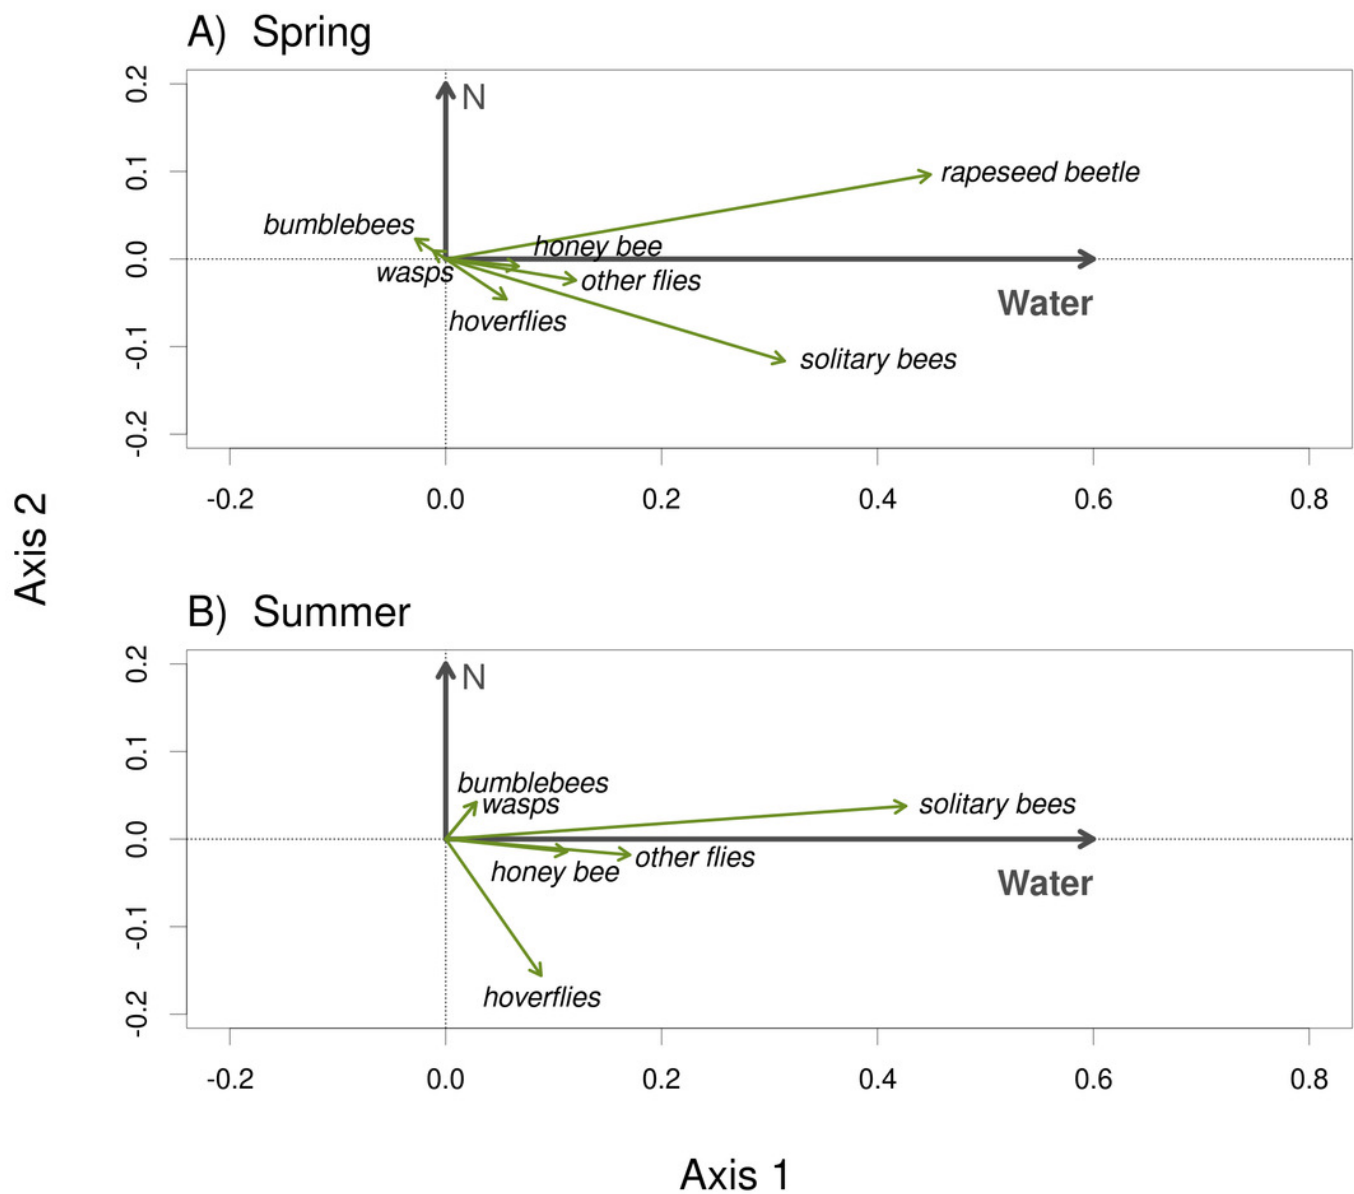 A) Spring
0.2
0.1
0.0
-0.1
-0.2
N
rapeseed beetle
bumblebees
honey bee
wasps
other flies
hoverflies
Water
solitary bees
-0.2 0.0 0.2 0.4 0.6 0.8
Axis 2
B) Summer
0.2
0.1
0.0
-0.1
-0.2
N
bumblebees
wasps
solitary bees
other flies
honey bee
Water
hoverflies
-0.2 0.0 0.2 0.4 0.6 0.8
Axis 1